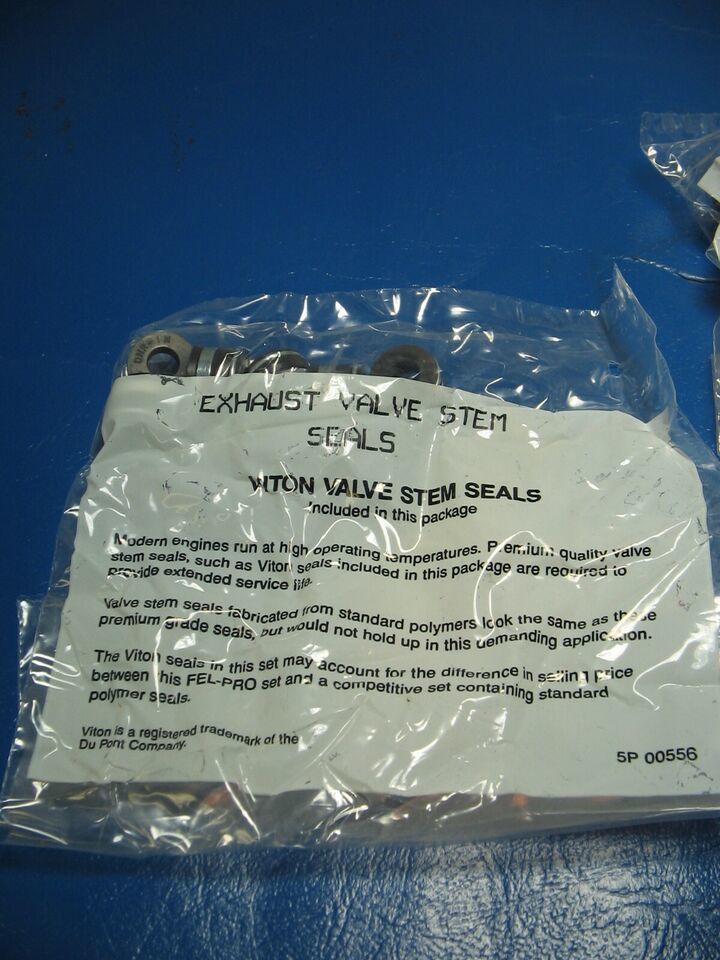 EXHAUST VALVE STEM
SEALS
VITON VALVE STEM SEALS
Included in this package
Modern engines run at high operating temperatures. Premium quality valve
stem seals, such as Viton seals included in this package are required to
provide extended service life.
Valve stem seals fabricated from standard polymers look the same as these
premium grade seals, but would not hold up in this demanding application.
The Viton seals in this set may account for the difference in selling price
between this FEL-PRO set and a competitive set containing standard
polymer seals.
Viton is a registered trademark of the
Du Pont Company.
SP 00556